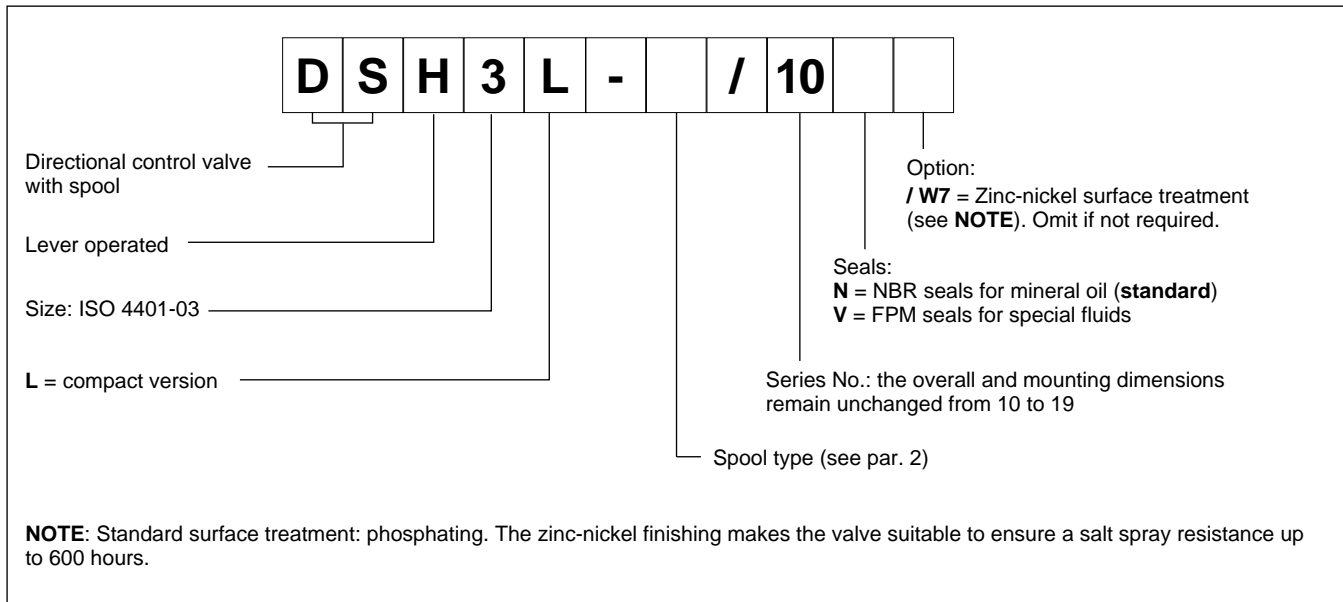 D S H 3 L - / 10
Directional control valve
with spool
Lever operated
Size: ISO 4401-03
L = compact version
Option:
/ W7 = Zinc-nickel surface treatment
(see NOTE). Omit if not required.
Seals:
N = NBR seals for mineral oil (standard)
V = FPM seals for special fluids
Series No.: the overall and mounting dimensions
remain unchanged from 10 to 19
Spool type (see par. 2)
NOTE: Standard surface treatment: phosphating. The zinc-nickel finishing makes the valve suitable to ensure a salt spray resistance up
to 600 hours.